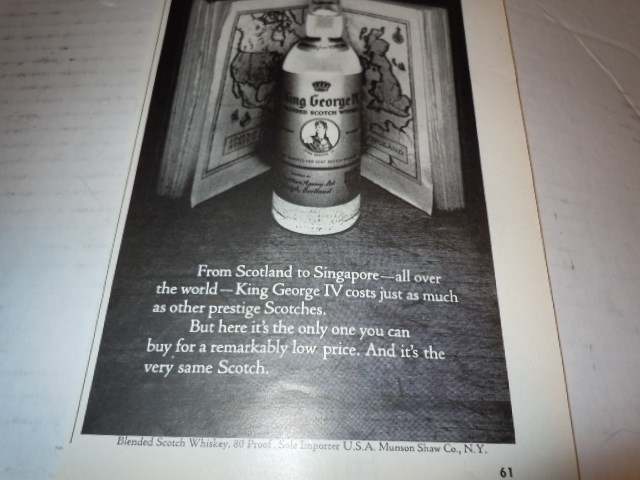 King George IV
BLENDED SCOTCH WHISKY
From Scotland to Singapore—all over
the world—King George IV costs just as much
as other prestige Scotches.
But here it's the only one you can
buy for a remarkably low price. And it's the
very same Scotch.
Blended Scotch Whiskey, 80 Proof. Sole Importer U.S.A. Munson Shaw Co., N.Y.
61